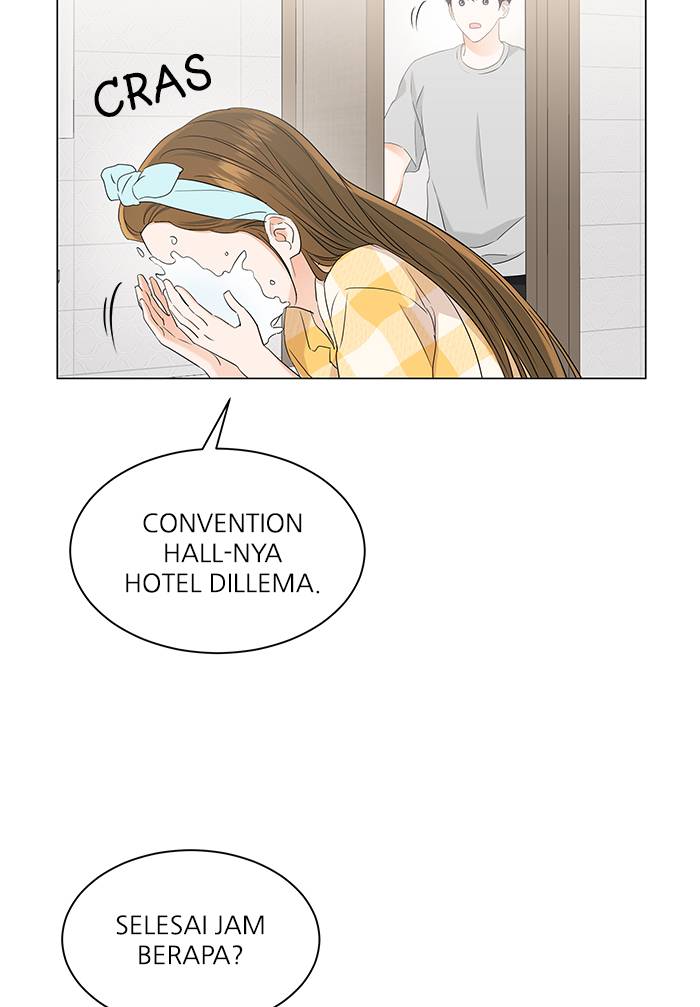 CRAS
CONVENTION
HALL-NYA
HOTEL DILLEMA.
SELESAI JAM
BERAPA?